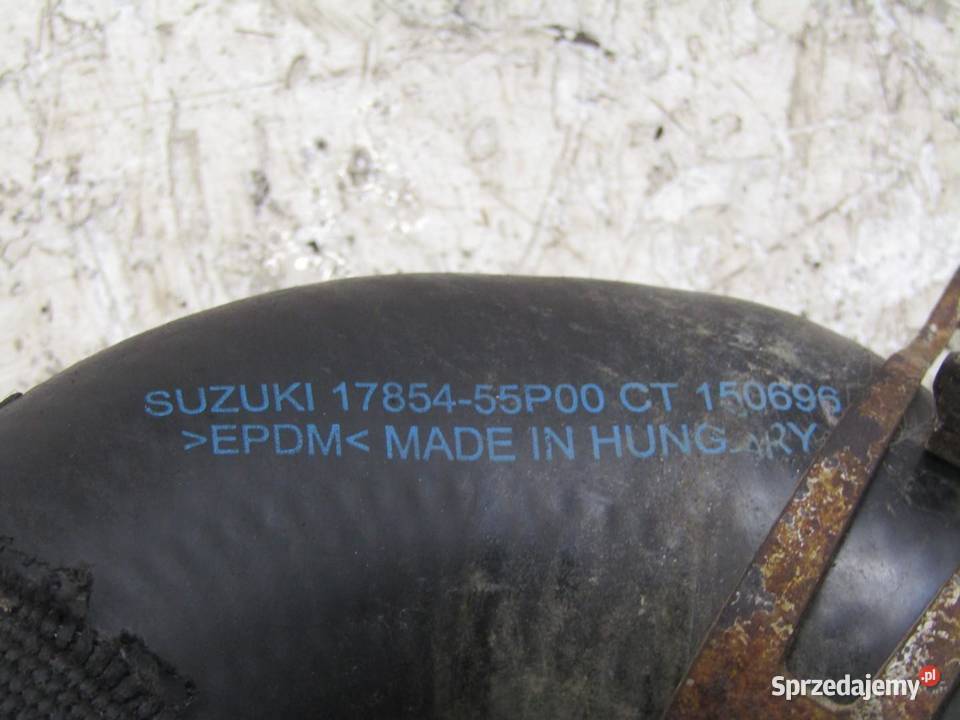 SUZUKI 17854-55P00 CT 150696
>EPDM< MADE IN HUNGARY
Sprzedajemy.pl